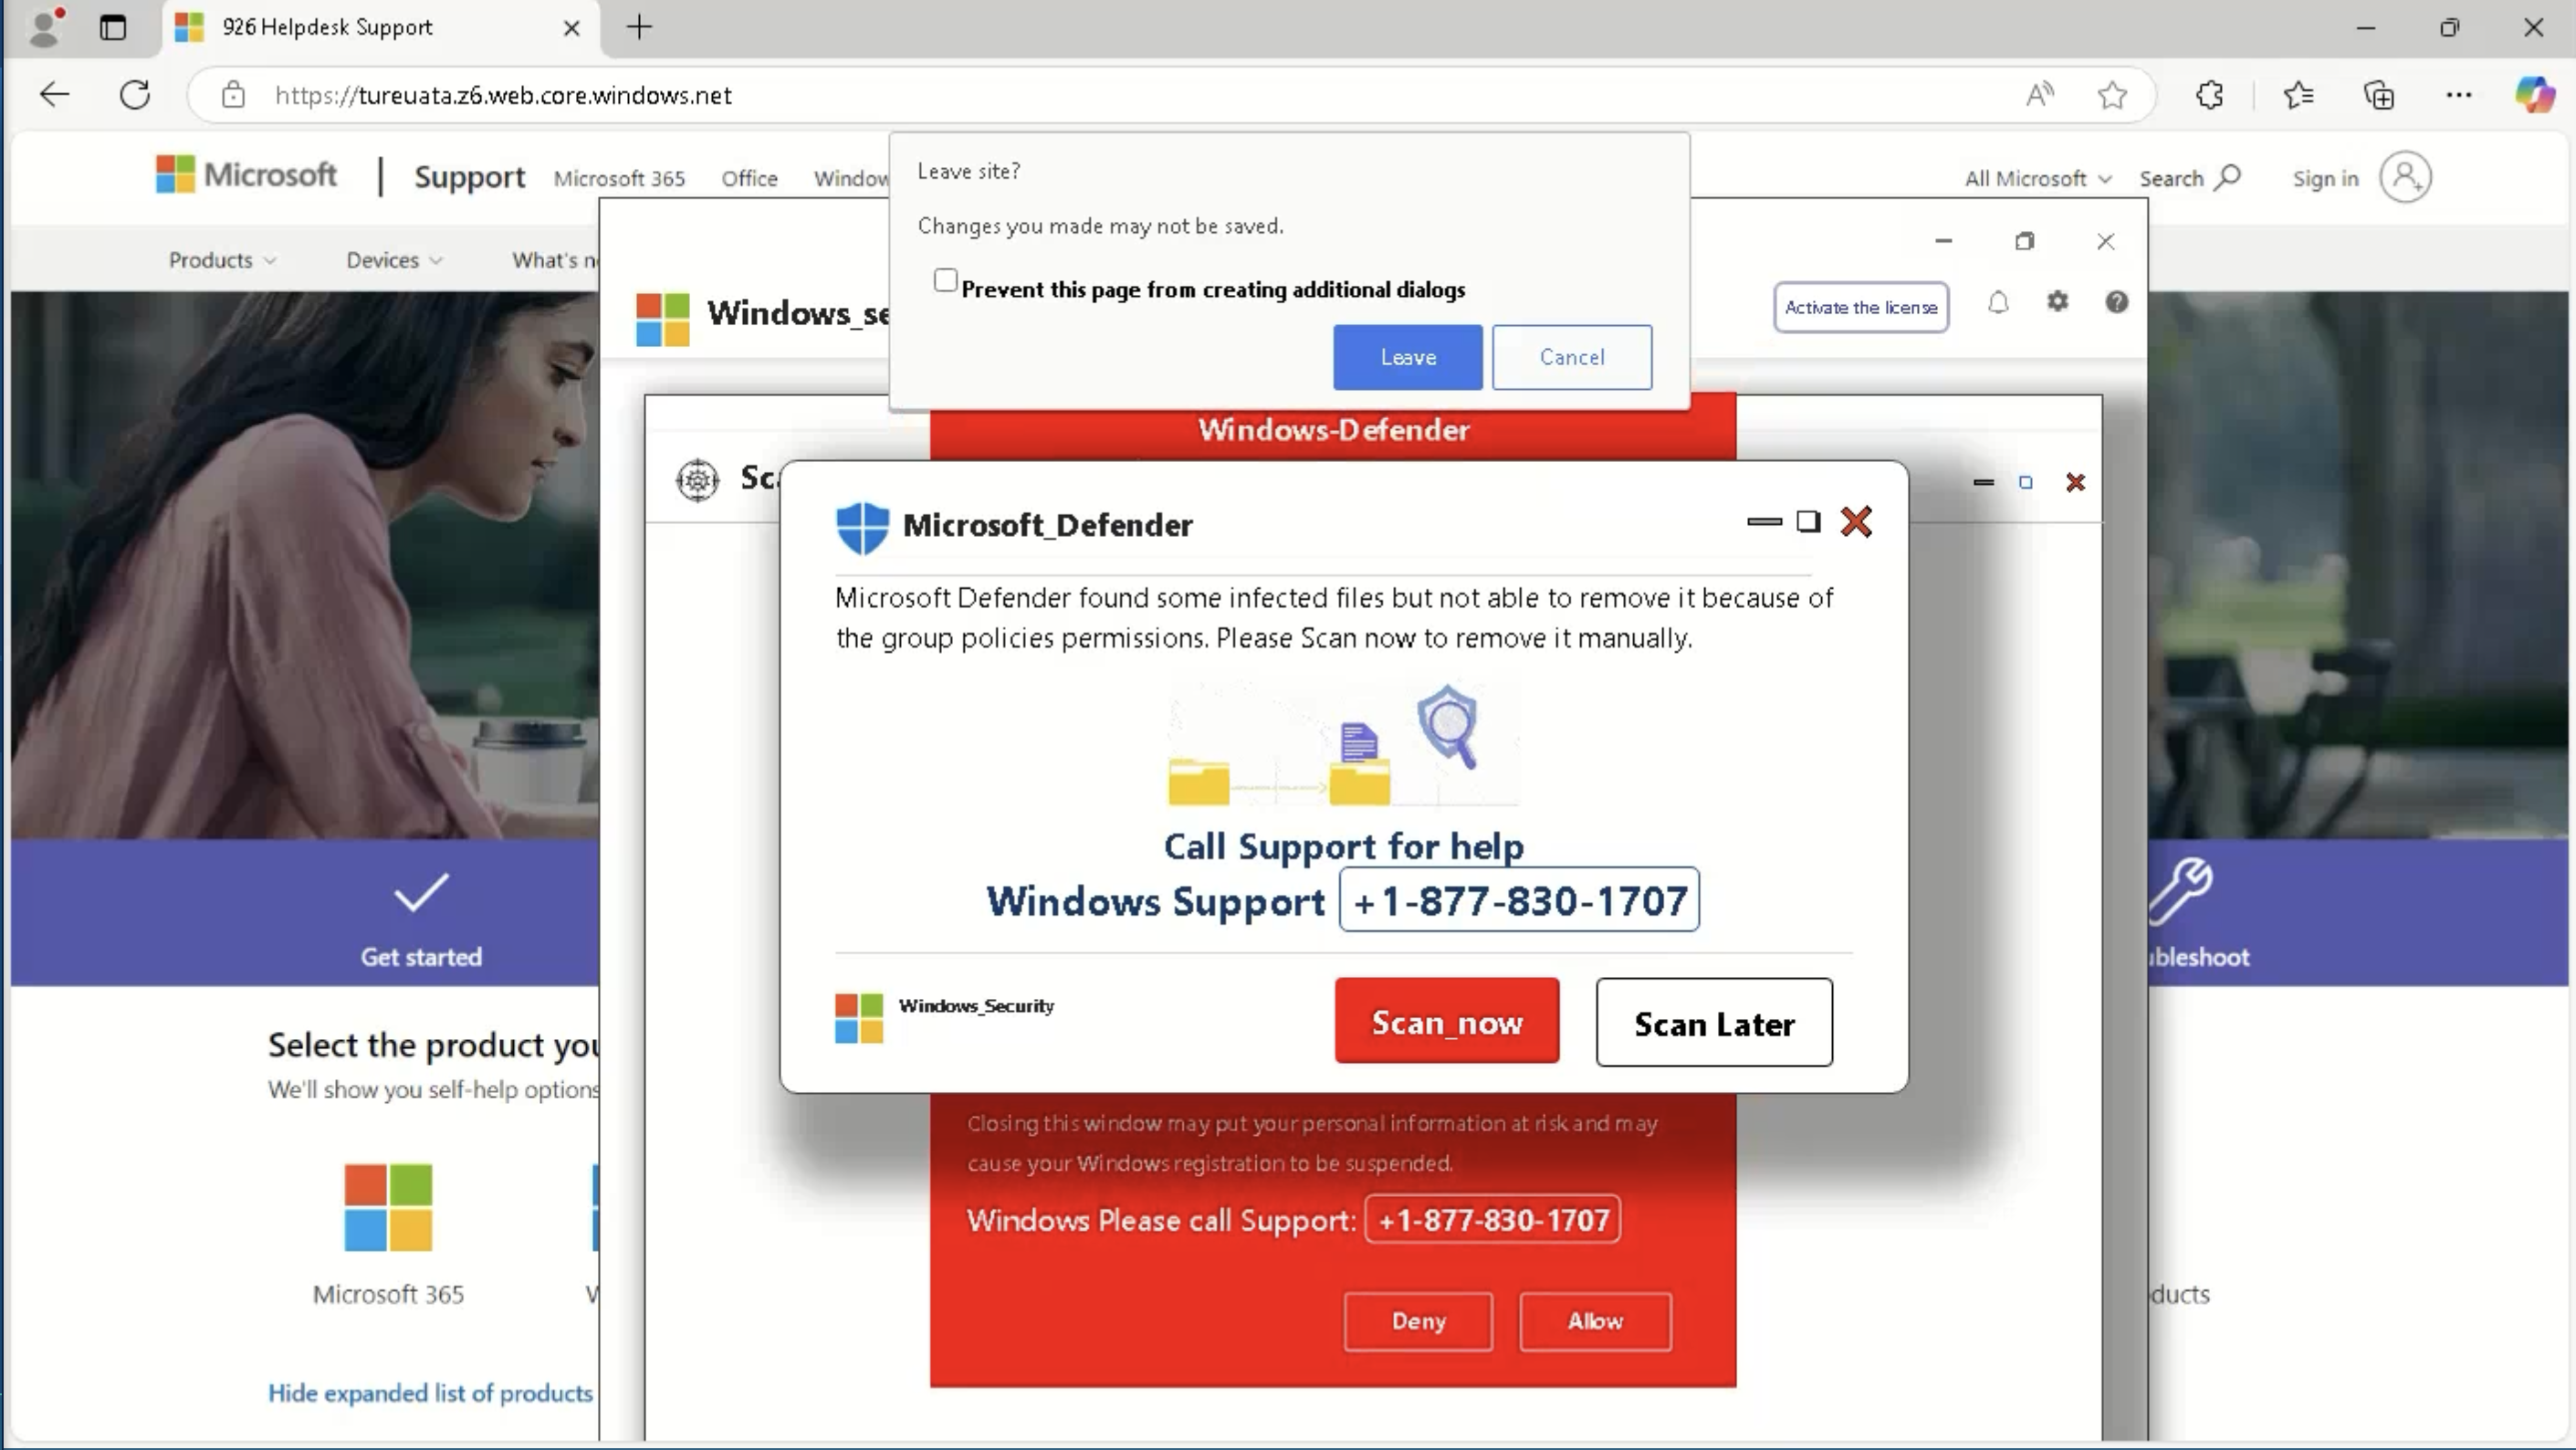 926 Helpdesk Support
https://tureuata.z6.web.core.windows.net
Microsoft | Support Microsoft 365 Office
All Microsoft Search Sign in
Products Devices What's
Leave site?
Changes you made may not be saved.
Prevent this page from creating additional dialogs
Leave Cancel
Activate the license
Windows-Defender
Microsoft_Defender
Microsoft Defender found some infected files but not able to remove it because of
the group policies permissions. Please Scan now to remove it manually.
Call Support for help
Windows Support +1-877-830-1707
Windows_Security
Scan_now Scan Later
Get started
Select the product
We'll show you self-help options
Closing this window may put your personal information at risk and may
cause your Windows registration to be suspended.
Windows Please call Support: +1-877-830-1707
Deny Allow
Microsoft 365
Hide expanded list of products